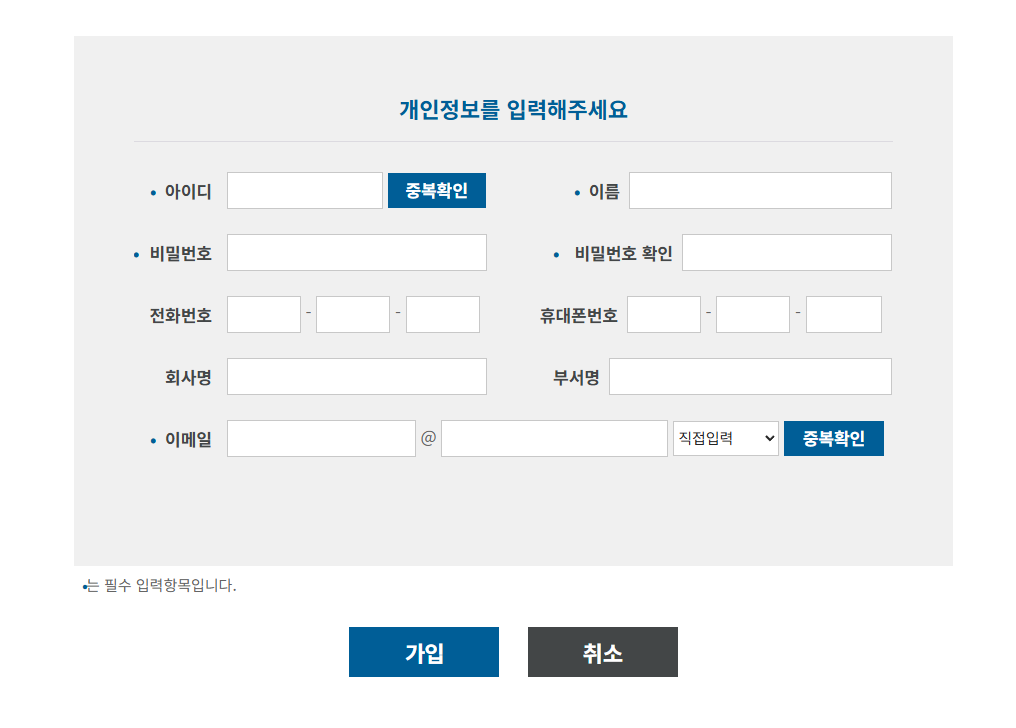 개인정보를 입력해주세요
• 아이디 중복확인 • 이름
• 비밀번호 • 비밀번호 확인
전화번호 - - 휴대폰번호 - -
회사명 부서명
• 이메일 @ 직접입력 중복확인
•는 필수 입력항목입니다.
가입 취소